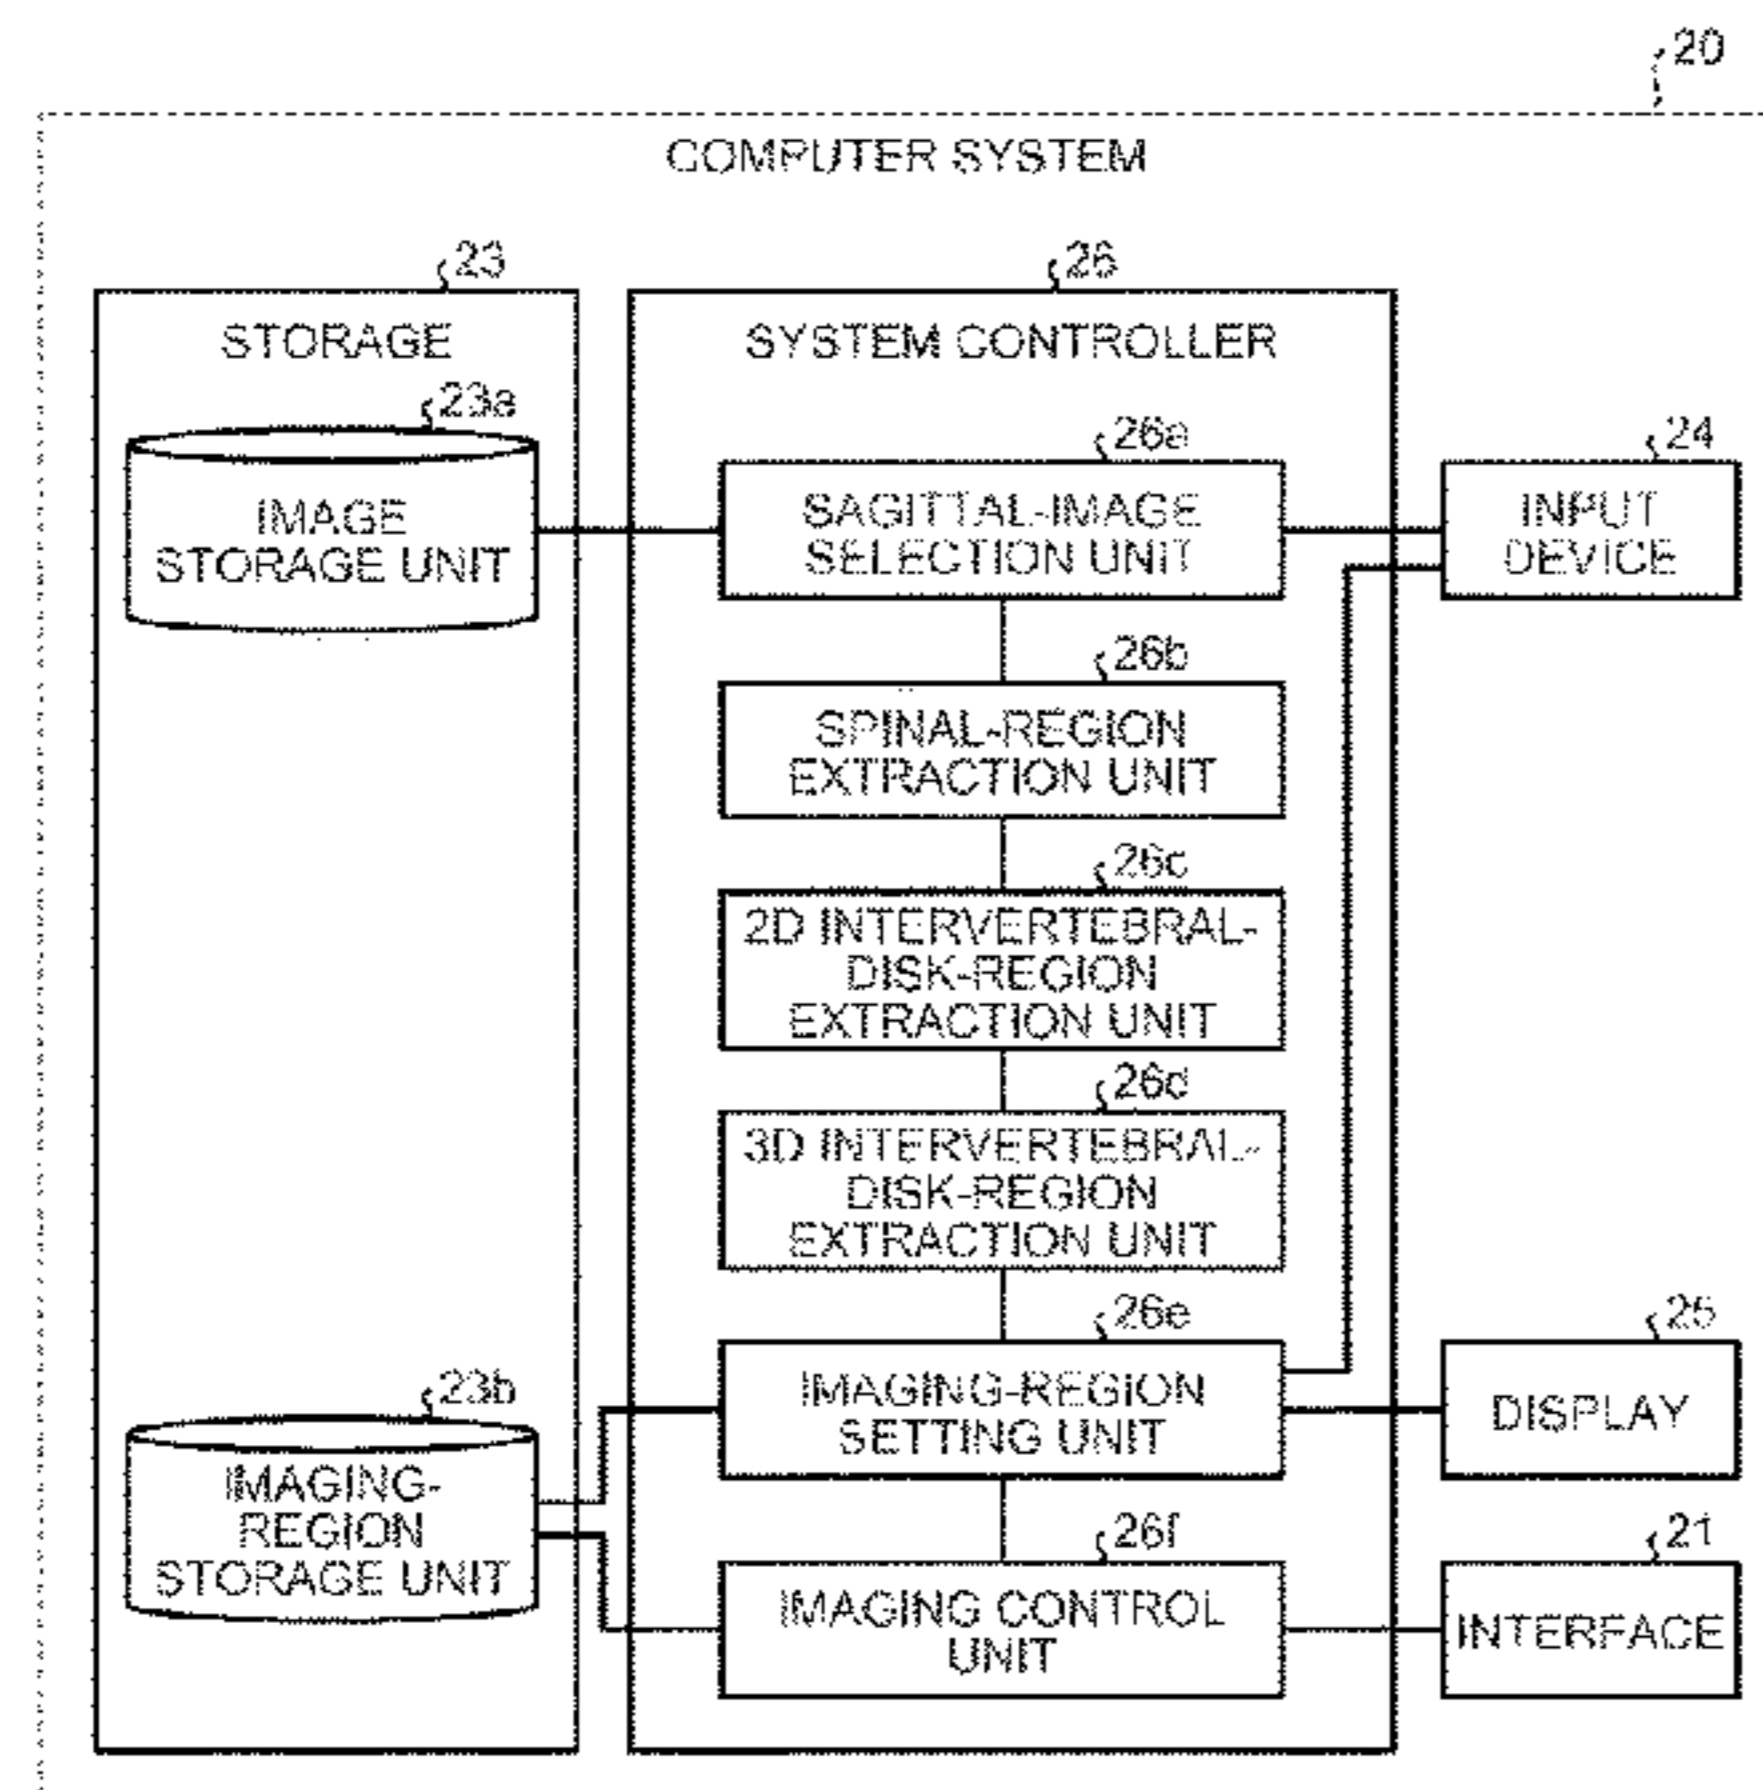 20
COMPUTER SYSTEM
23
STORAGE
23a
IMAGE
STORAGE UNIT
23b
IMAGING-
REGION
STORAGE UNIT
26
SYSTEM CONTROLLER
26a
SAGITTAL-IMAGE
SELECTION UNIT
26b
SPINAL-REGION
EXTRACTION UNIT
26c
2D INTERVERTEBRAL-
DISK-REGION
EXTRACTION UNIT
26d
3D INTERVERTEBRAL-
DISK-REGION
EXTRACTION UNIT
26e
IMAGING-REGION
SETTING UNIT
26f
IMAGING CONTROL
UNIT
24
INPUT
DEVICE
25
DISPLAY
21
INTERFACE